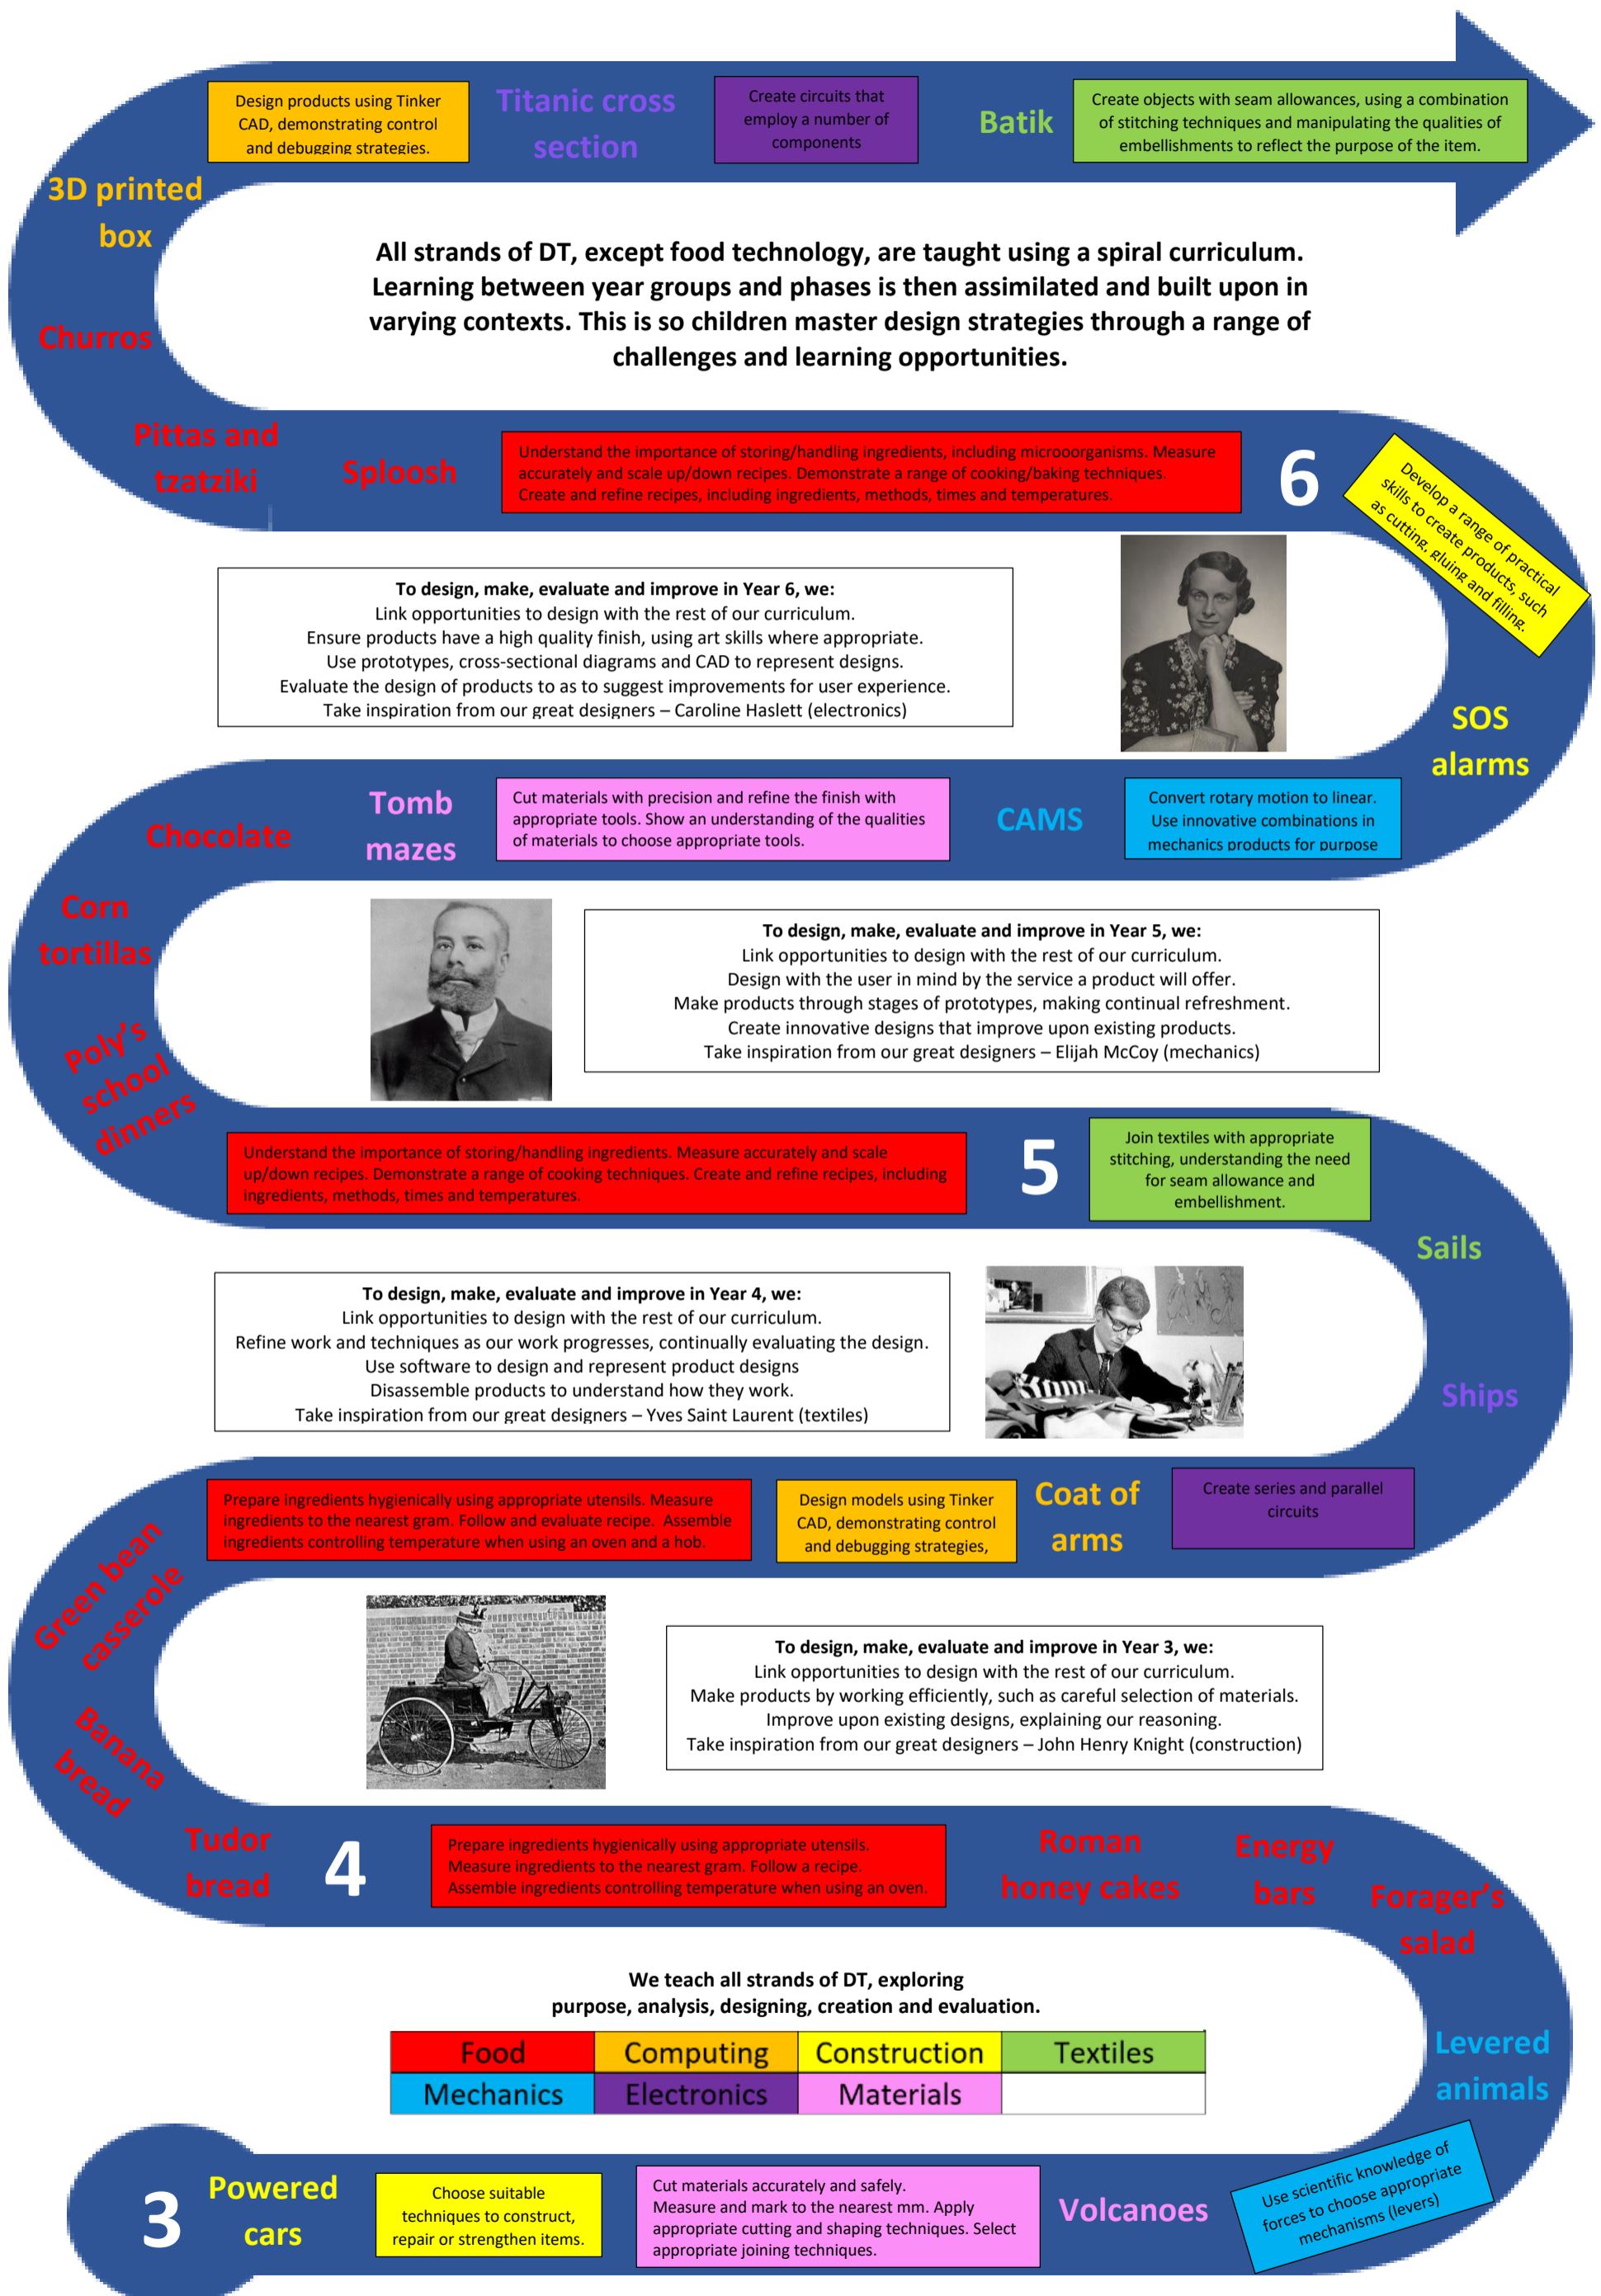 Design products using Tinker
CAD, demonstrating control
and debugging strategies.
Titanic cross
section
Create circuits that
employ a number of
components
Batik
Create objects with seam allowances, using a combination
of stitching techniques and manipulating the qualities of
embellishments to reflect the purpose of the item.
3D printed
box
Churros
All strands of DT, except food technology, are taught using a spiral curriculum.
Learning between year groups and phases is then assimilated and built upon in
varying contexts. This is so children master design strategies through a range of
challenges and learning opportunities.
Pittas and
tzatziki
Sploosh
Understand the importance of storing/handling ingredients, including microoorganisms. Measure
accurately and scale up/down recipes. Demonstrate a range of cooking/baking techniques.
Create and refine recipes, including ingredients, methods, times and temperatures.
6
Develop a range of practical
skills to create products, such
as cutting, gluing and filling.
To design, make, evaluate and improve in Year 6, we:
Link opportunities to design with the rest of our curriculum.
Ensure products have a high quality finish, using art skills where appropriate.
Use prototypes, cross-sectional diagrams and CAD to represent designs.
Evaluate the design of products to as to suggest improvements for user experience.
Take inspiration from our great designers – Caroline Haslett (electronics)
SOS
alarms
Chocolate
Tomb
mazes
Cut materials with precision and refine the finish with
appropriate tools. Show an understanding of the qualities
of materials to choose appropriate tools.
CAMS
Convert rotary motion to linear.
Use innovative combinations in
mechanics products for purpose
Corn
tortillas
Poly's
school
dinners
To design, make, evaluate and improve in Year 5, we:
Link opportunities to design with the rest of our curriculum.
Design with the user in mind by the service a product will offer.
Make products through stages of prototypes, making continual refreshment.
Create innovative designs that improve upon existing products.
Take inspiration from our great designers – Elijah McCoy (mechanics)
Understand the importance of storing/handling ingredients. Measure accurately and scale
up/down recipes. Demonstrate a range of cooking techniques. Create and refine recipes, including
ingredients, methods, times and temperatures.
5
Join textiles with appropriate
stitching, understanding the need
for seam allowance and
embellishment.
Sails
To design, make, evaluate and improve in Year 4, we:
Link opportunities to design with the rest of our curriculum.
Refine work and techniques as our work progresses, continually evaluating the design.
Use software to design and represent product designs
Disassemble products to understand how they work.
Take inspiration from our great designers – Yves Saint Laurent (textiles)
Ships
Green bean
casserole
Prepare ingredients hygienically using appropriate utensils. Measure
ingredients to the nearest gram. Follow and evaluate recipe.  Assemble
ingredients controlling temperature when using an oven and a hob.
Design models using Tinker
CAD, demonstrating control
and debugging strategies,
Coat of
arms
Create series and parallel
circuits
To design, make, evaluate and improve in Year 3, we:
Link opportunities to design with the rest of our curriculum.
Make products by working efficiently, such as careful selection of materials.
Improve upon existing designs, explaining our reasoning.
Take inspiration from our great designers – John Henry Knight (construction)
Banana
bread
Tudor
bread
4
Prepare ingredients hygienically using appropriate utensils.
Measure ingredients to the nearest gram. Follow a recipe.
Assemble ingredients controlling temperature when using an oven.
Roman
honey cakes
Energy
bars
Forager's
salad
We teach all strands of DT, exploring
purpose, analysis, designing, creation and evaluation.
Food Computing Construction Textiles
Mechanics Electronics Materials
Levered
animals
3
Powered
cars
Choose suitable
techniques to construct,
repair or strengthen items.
Cut materials accurately and safely.
Measure and mark to the nearest mm. Apply
appropriate cutting and shaping techniques. Select
appropriate joining techniques.
Volcanoes
Use scientific knowledge of
forces to choose appropriate
mechanisms (levers)